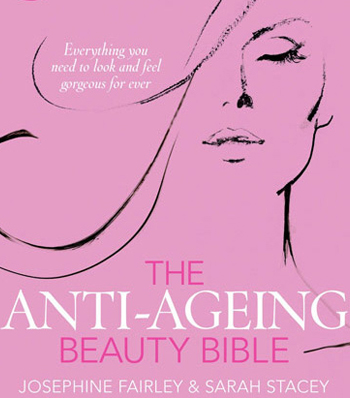 Everything you
need to look and feel
gorgeous for ever
THE
ANTI-AGEING
BEAUTY BIBLE
JOSEPHINE FAIRLEY & SARAH STACEY